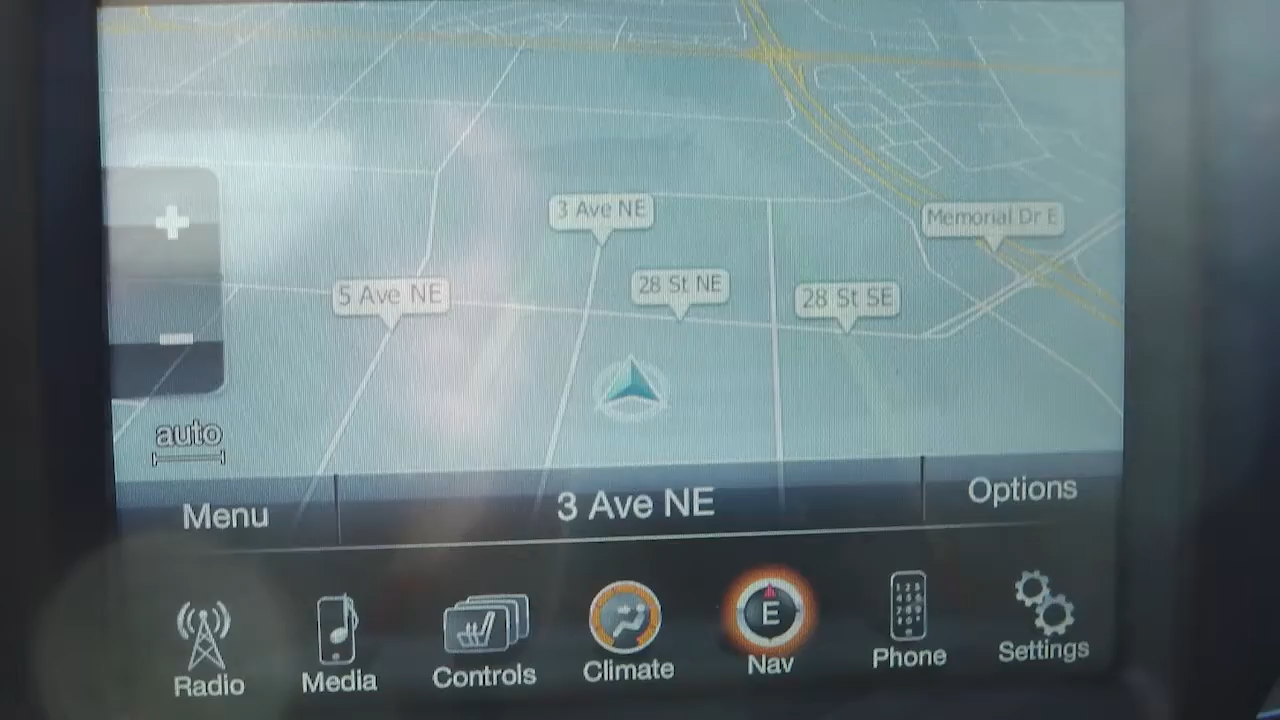 3 Ave NE
Memorial Dr E
28 St NE
5 Ave NE
28 St SE
auto
Menu
3 Ave NE
Options
E
Radio
Media
Controls
Climate
Nav
Phone
Settings